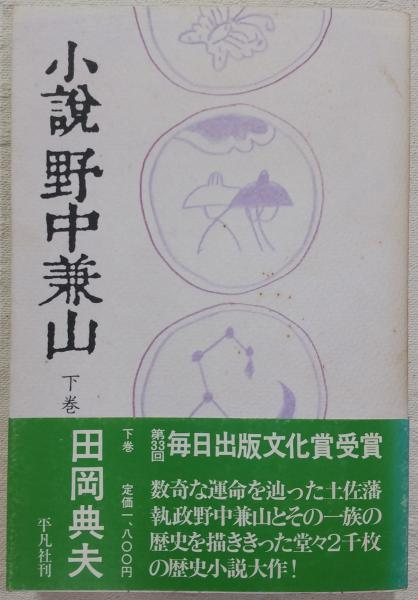 小說 野中兼山
下巻
第33回
毎日出版文化賞受賞
数奇な運命を辿った土佐藩
執政野中兼山とその一族の
歴史を描ききった堂々2千枚
の歴史小説大作！
下巻
定価一、八〇〇円
田岡典夫
平凡社刊